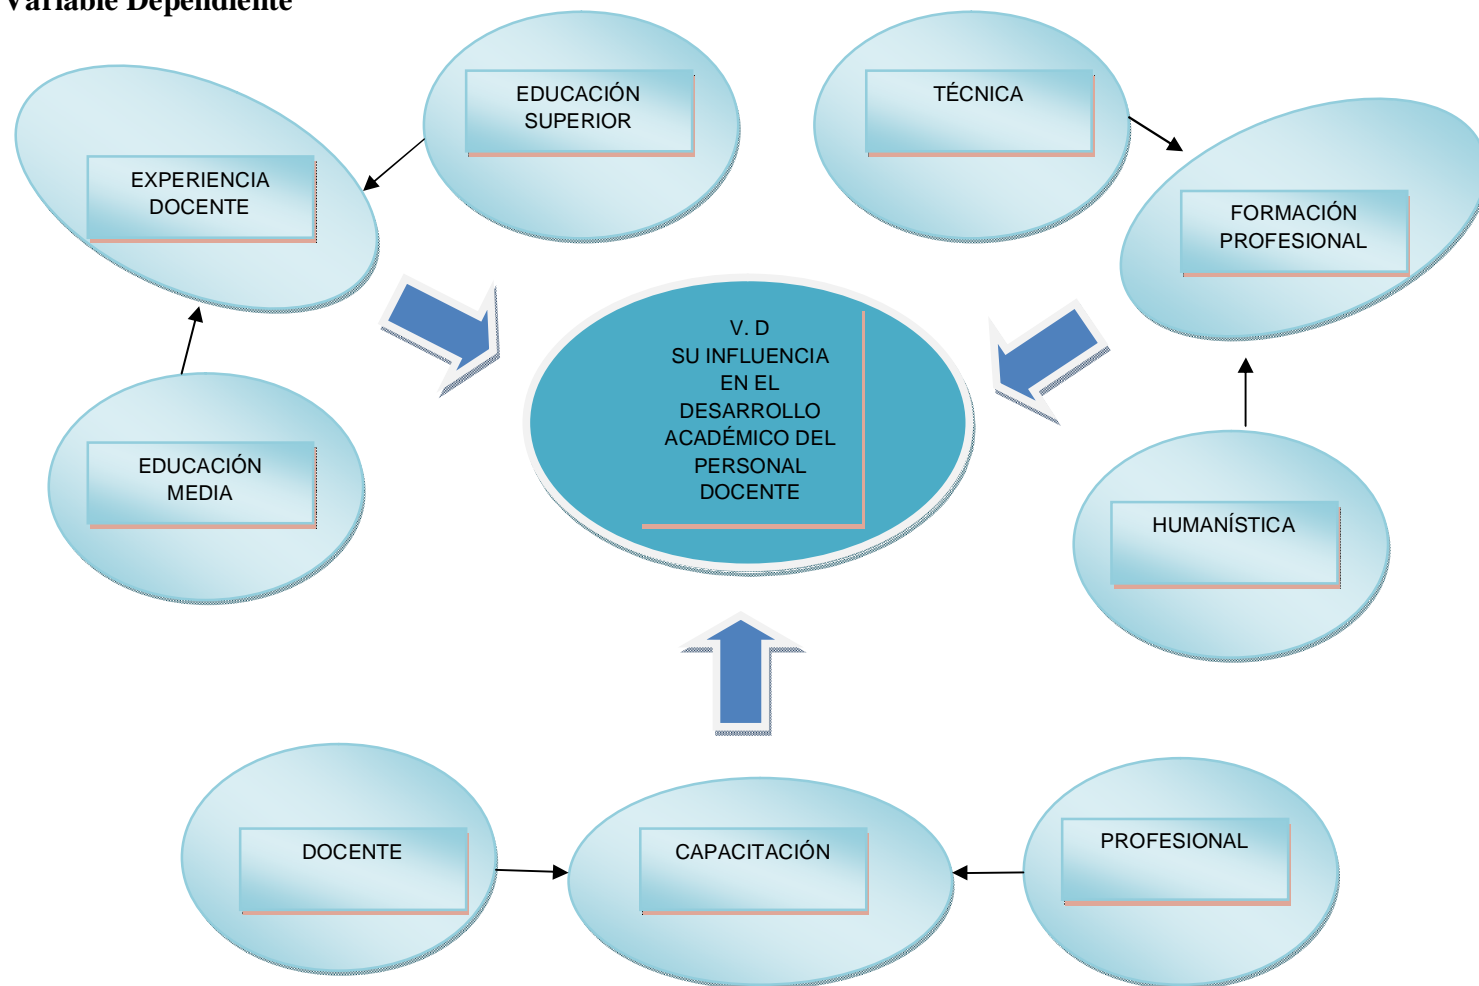 Variable Dependiente
EDUCACIÓN
SUPERIOR
TÉCNICA
EXPERIENCIA
DOCENTE
FORMACIÓN
PROFESIONAL
V. D
SU INFLUENCIA
EN EL
DESARROLLO
ACADÉMICO DEL
PERSONAL
DOCENTE
EDUCACIÓN
MEDIA
HUMANÍSTICA
DOCENTE
CAPACITACIÓN
PROFESIONAL